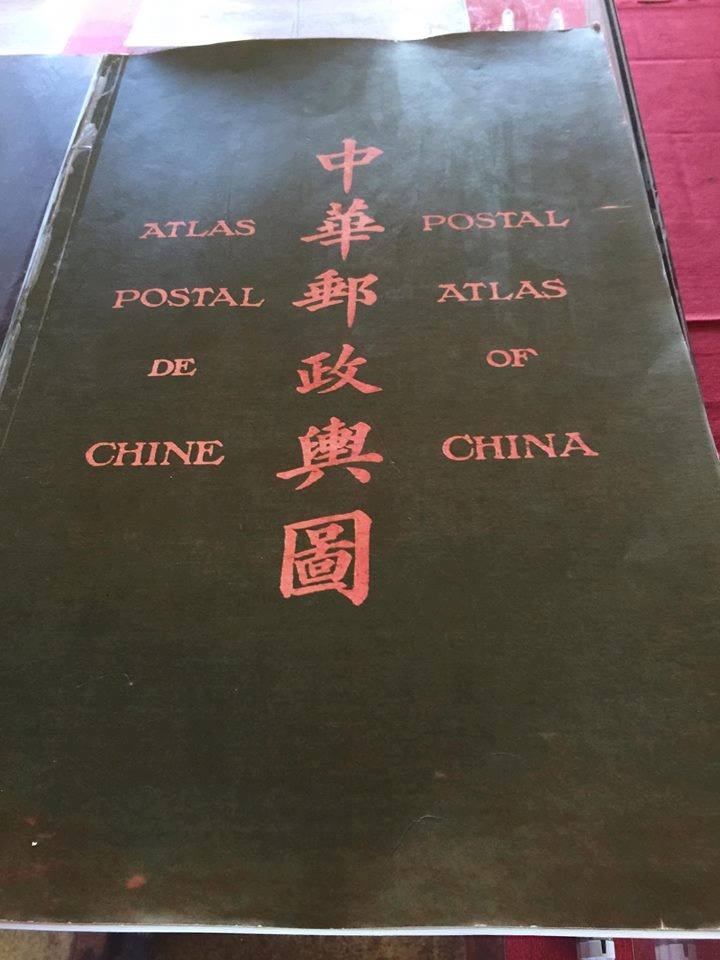 中華郵政輿圖
ATLAS
POSTAL
DE
CHINE
POSTAL
ATLAS
OF
CHINA